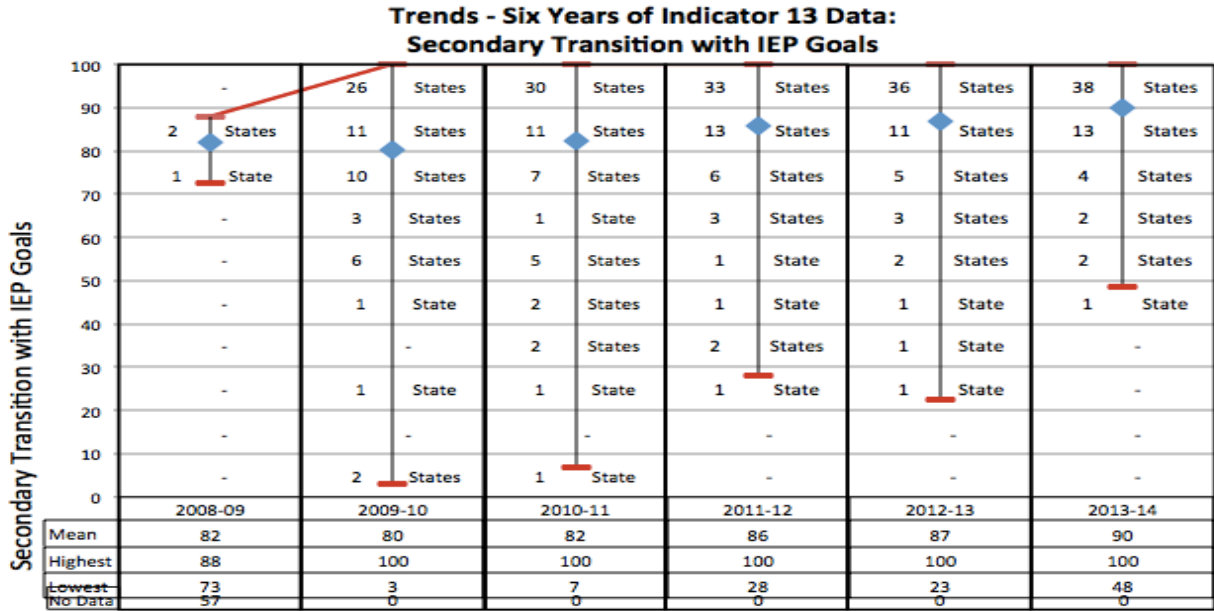 Trends - Six Years of Indicator 13 Data:
Secondary Transition with IEP Goals
Secondary Transition with IEP Goals
100
- 26 States 30 States 33 States 36 States 38 States
90
2 States 11 States 11 States 13 States 11 States 13 States
80
1 State 10 States 7 States 6 States 5 States 4 States
70
- 3 States 1 State 3 States 3 States 2 States
60
- 6 States 5 States 1 State 2 States 2 States
50
- 1 State 2 States 1 State 1 State 1 State
40
- - 2 States 2 States 1 State -
30
- 1 State 1 State 1 State 1 State -
20
- - - - - -
10
- 2 States 1 State - - -
0
2008-09 2009-10 2010-11 2011-12 2012-13 2013-14
Mean 82 80 82 86 87 90
Highest 88 100 100 100 100 100
Lowest 73 3 7 28 23 48
No Data 57 0 0 0 0 0